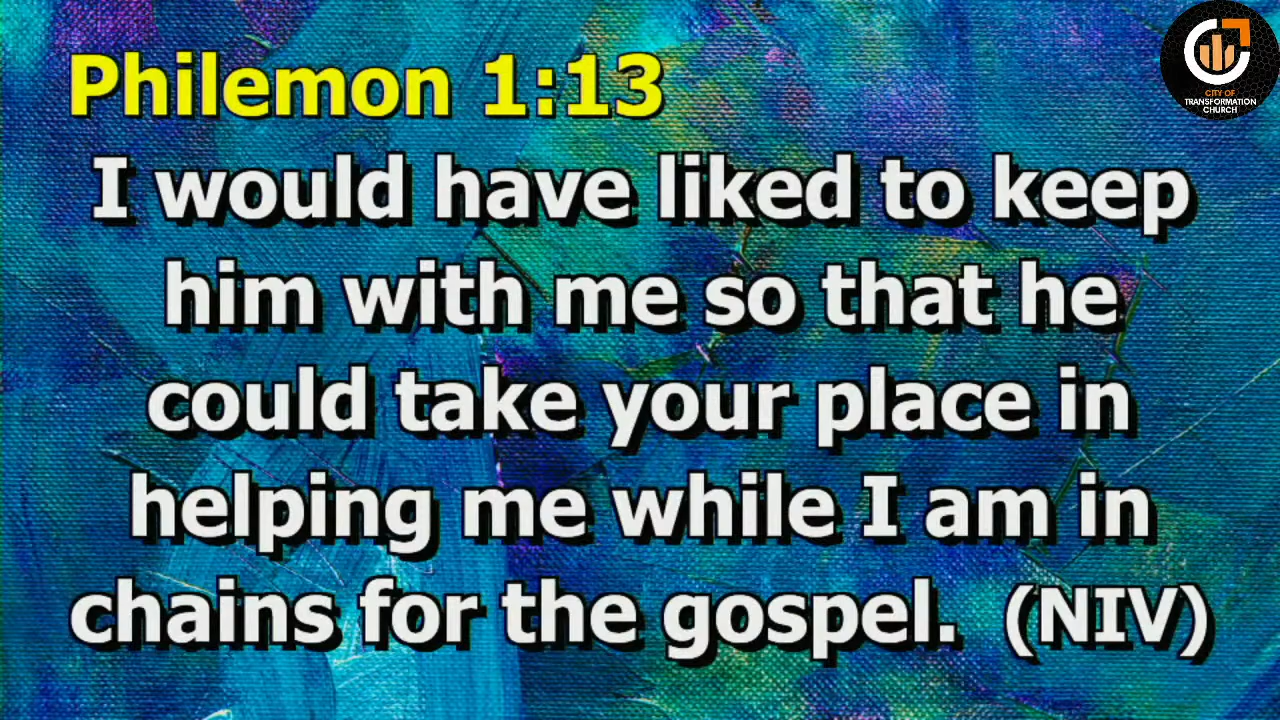 Philemon 1:13
I would have liked to keep
him with me so that he
could take your place in
helping me while I am in
chains for the gospel. (NIV)
CITY OF
TRANSFORMATION
CHURCH